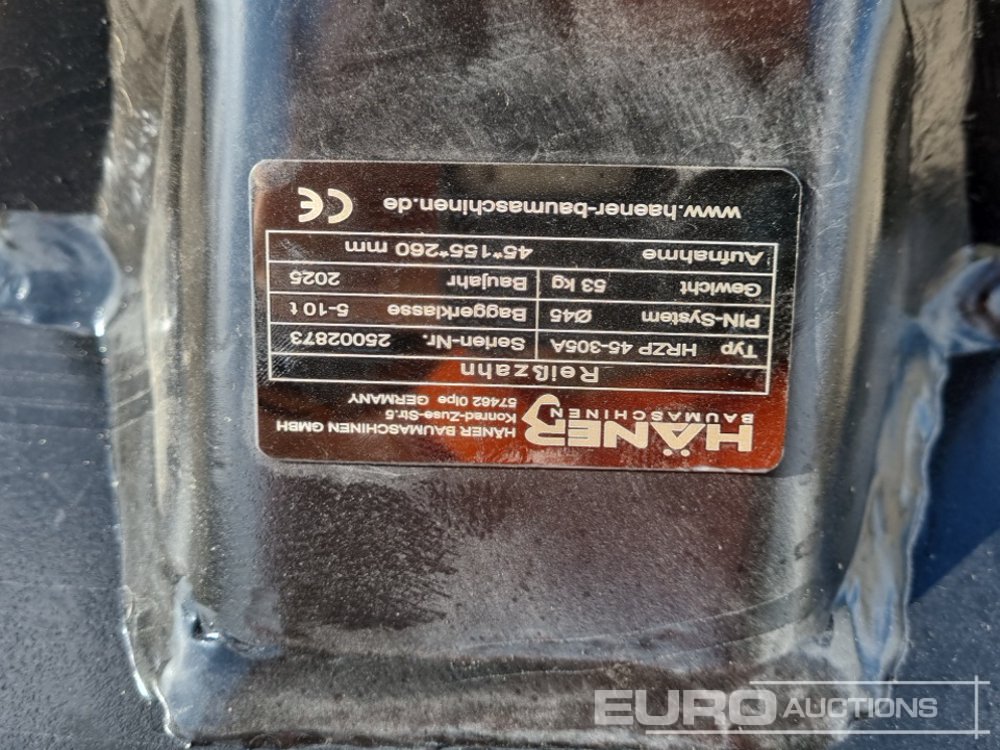 HÄNER
BAUMASCHINEN
HÄNER BAUMASCHINEN GMBH
Konrad-Zuse-Str.5
57462 Olpe GERMANY
Reißzahn
Typ HRZP 45-305A Serien-Nr. 25002873
PIN-System Ø45 Baggerklasse 5-10 t
Gewicht 53 kg Baujahr 2025
Aufnahme 45*155*260 mm
www.haener-baumaschinen.de CE
EURO AUCTIONS